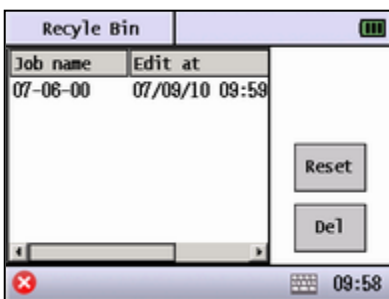 Recyle Bin
Job name Edit at
07-06-00 07/09/10 09:59
Reset
Del
09:58